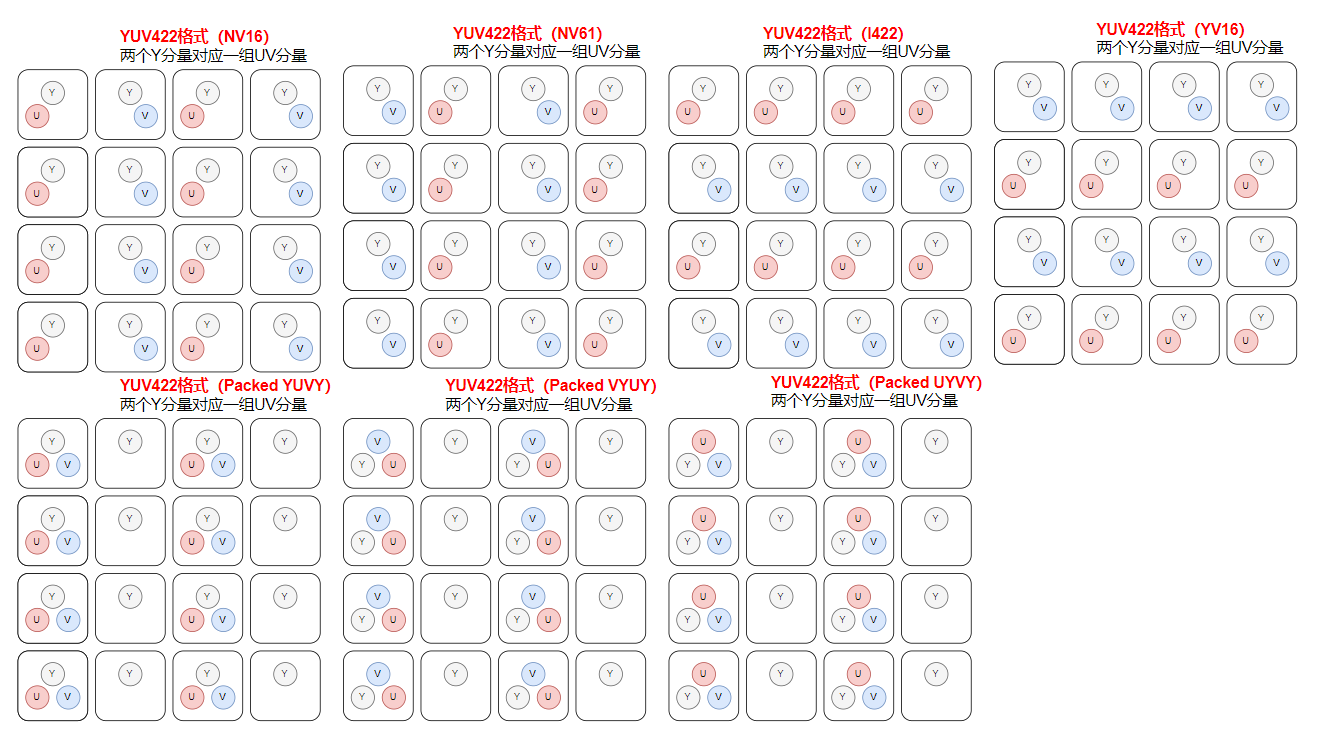 YUV422格式（NV16）
两个Y分量对应一组UV分量
Y Y Y Y
U V U V
Y Y Y Y
U V U V
Y Y Y Y
U V U V
Y Y Y Y
U V U V
YUV422格式（NV61）
两个Y分量对应一组UV分量
Y Y Y Y
V U V U
Y Y Y Y
V U V U
Y Y Y Y
V U V U
Y Y Y Y
V U V U
YUV422格式（I422）
两个Y分量对应一组UV分量
Y Y Y Y
U U U U
Y Y Y Y
V V V V
Y Y Y Y
U U U U
Y Y Y Y
V V V V
YUV422格式（YV16）
两个Y分量对应一组UV分量
Y Y Y Y
V V V V
Y Y Y Y
U U U U
Y Y Y Y
V V V V
Y Y Y Y
U U U U
YUV422格式（Packed YUVY）
两个Y分量对应一组UV分量
Y Y Y Y
U V U V
Y Y Y Y
U V U V
Y Y Y Y
U V U V
Y Y Y Y
U V U V
YUV422格式（Packed VYUY）
两个Y分量对应一组UV分量
V Y V Y
Y U Y U
V Y V Y
Y U Y U
V Y V Y
Y U Y U
V Y V Y
Y U Y U
YUV422格式（Packed UYVY）
两个Y分量对应一组UV分量
U Y U Y
Y V Y V
U Y U Y
Y V Y V
U Y U Y
Y V Y V
U Y U Y
Y V Y V